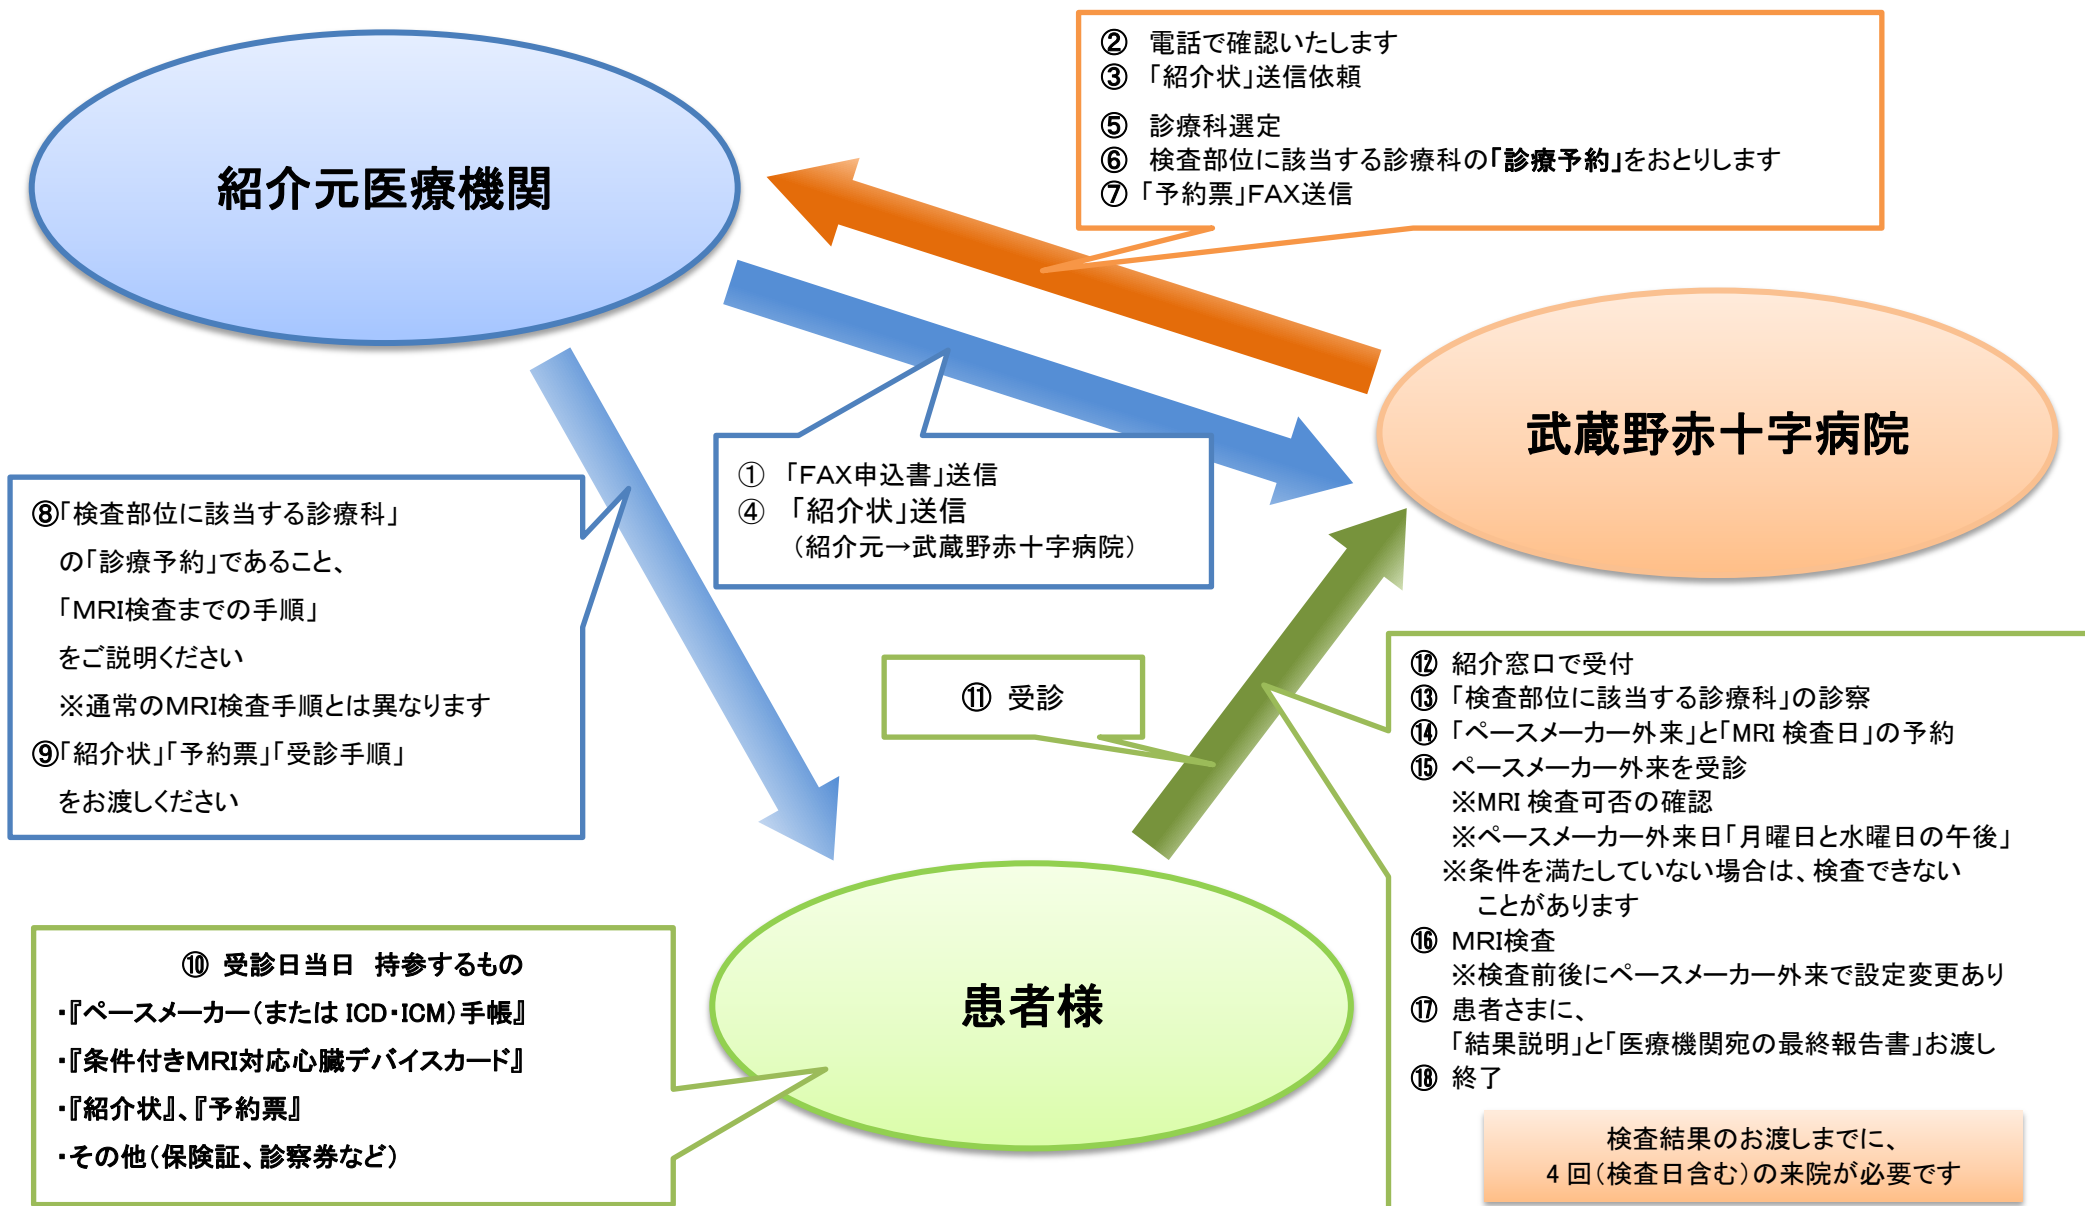 紹介元医療機関
② 電話で確認いたします
③ 「紹介状」送信依頼
⑤ 診療科選定
⑥ 検査部位に該当する診療科の「診療予約」をおとりします
⑦ 「予約票」FAX送信
武蔵野赤十字病院
① 「FAX申込書」送信
④ 「紹介状」送信
（紹介元→武蔵野赤十字病院）
⑧「検査部位に該当する診療科」
の「診療予約」であること、
「MRI検査までの手順」
をご説明ください
※通常のMRI検査手順とは異なります
⑨「紹介状」「予約票」「受診手順」
をお渡しください
⑪ 受診
⑫ 紹介窓口で受付
⑬ 「検査部位に該当する診療科」の診察
⑭ 「ペースメーカー外来」と「MRI 検査日」の予約
⑮ ペースメーカー外来を受診
※MRI 検査可否の確認
※ペースメーカー外来日「月曜日と水曜日の午後」
※条件を満たしていない場合は、検査できない
ことがあります
⑯ MRI検査
※検査前後にペースメーカー外来で設定変更あり
⑰ 患者さまに、
「結果説明」と「医療機関宛の最終報告書」お渡し
⑱ 終了
検査結果のお渡しまでに、
4 回（検査日含む）の来院が必要です
⑩ 受診日当日 持参するもの
・『ペースメーカー（または ICD・ICM）手帳』
・『条件付きMRI対応心臓デバイスカード』
・『紹介状』、『予約票』
・その他（保険証、診察券など）
患者様